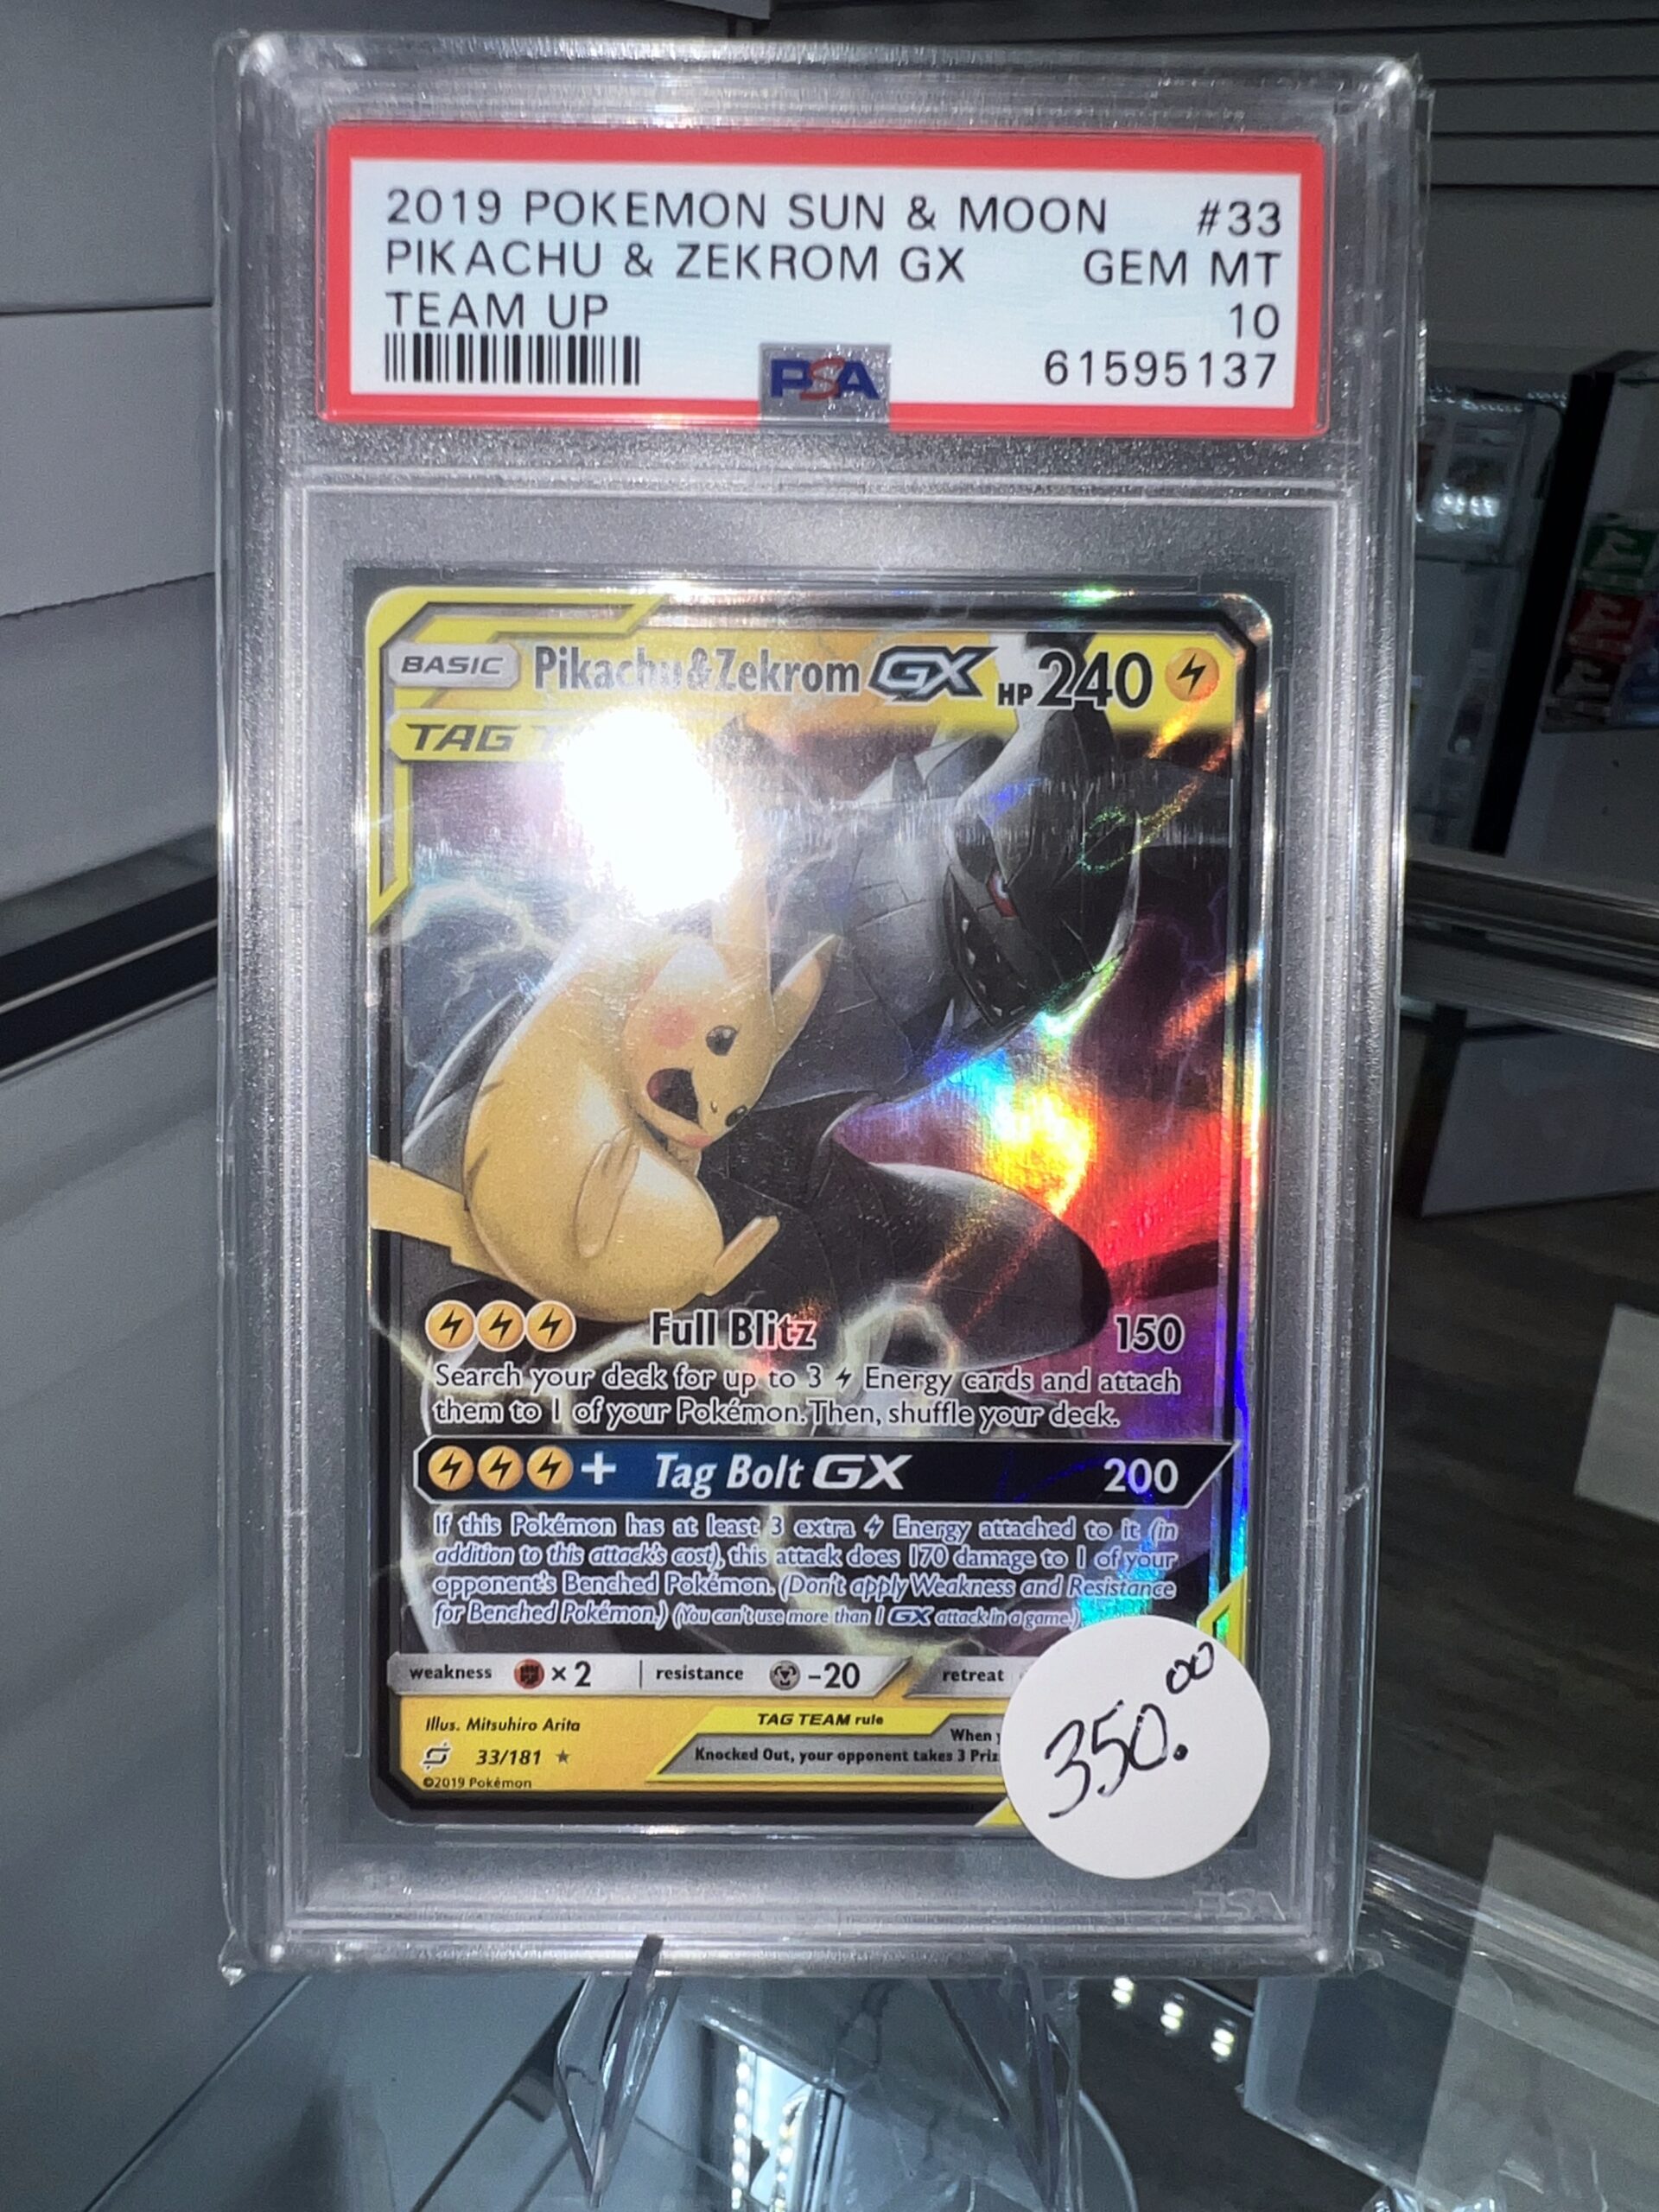 2019 POKEMON SUN & MOON #33
PIKACHU & ZEKROM GX GEM MT
TEAM UP 10
PSA 61595137
BASIC Pikachu&Zekrom GX HP 240
TAG
Full Blitz 150
Search your deck for up to 3 Energy cards and attach
them to 1 of your Pokémon. Then, shuffle your deck.
+ Tag Bolt GX 200
If this Pokémon has at least 3 extra Energy attached to it (in
addition to this attack's cost), this attack does 170 damage to 1 of your
opponent's Benched Pokémon. (Don't apply Weakness and Resistance
for Benched Pokémon.) (You can't use more than 1 GX attack in a game.)
weakness ×2 resistance -20 retreat
Illus. Mitsuhiro Arita
TAG TEAM rule
When
33/181
Knocked Out, your opponent takes 3
©2019 Pokémon
350.00
PSA